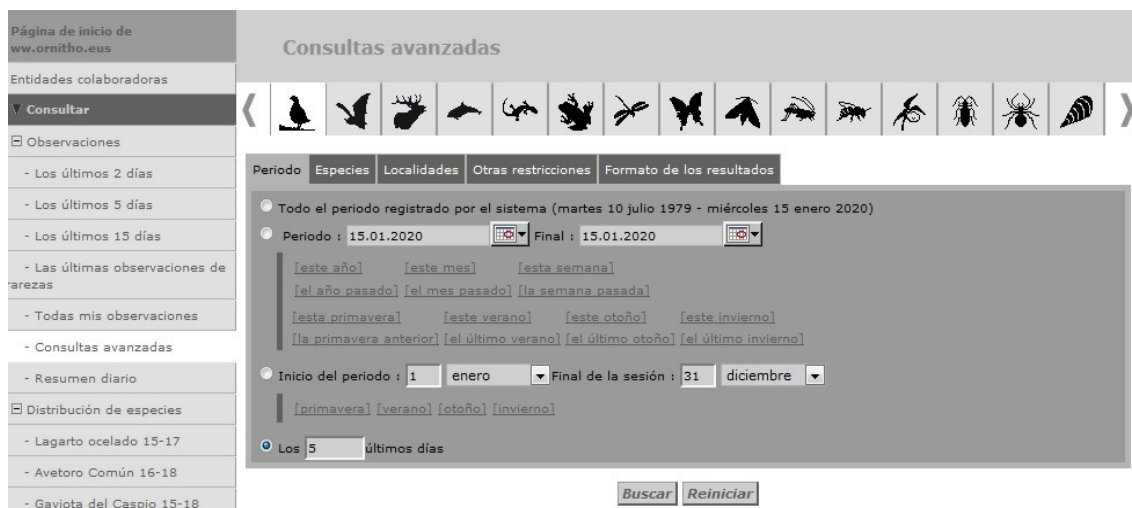 Página de inicio de
ww.ornitho.eus
Entidades colaboradoras
Consultar
Observaciones
- Los últimos 2 días
- Los últimos 5 días
- Los últimos 15 días
- Las últimas observaciones de
rarezas
- Todas mis observaciones
- Consultas avanzadas
- Resumen diario
Distribución de especies
- Lagarto ocelado 15-17
- Avetoro Común 16-18
- Gaviota del Caspio 15-18
Consultas avanzadas
Periodo Especies Localidades Otras restricciones Formato de los resultados
Todo el periodo registrado por el sistema (martes 10 julio 1979 - miércoles 15 enero 2020)
Periodo : 15.01.2020 Final : 15.01.2020
[este año] [este mes] [esta semana]
[el año pasado] [el mes pasado] [la semana pasada]
[esta primavera] [este verano] [este otoño] [este invierno]
[la primavera anterior] [el último verano] [el último otoño] [el último invierno]
Inicio del periodo : 1 enero Final de la sesión : 31 diciembre
[primavera] [verano] [otoño] [invierno]
Los 5 últimos días
Buscar Reiniciar